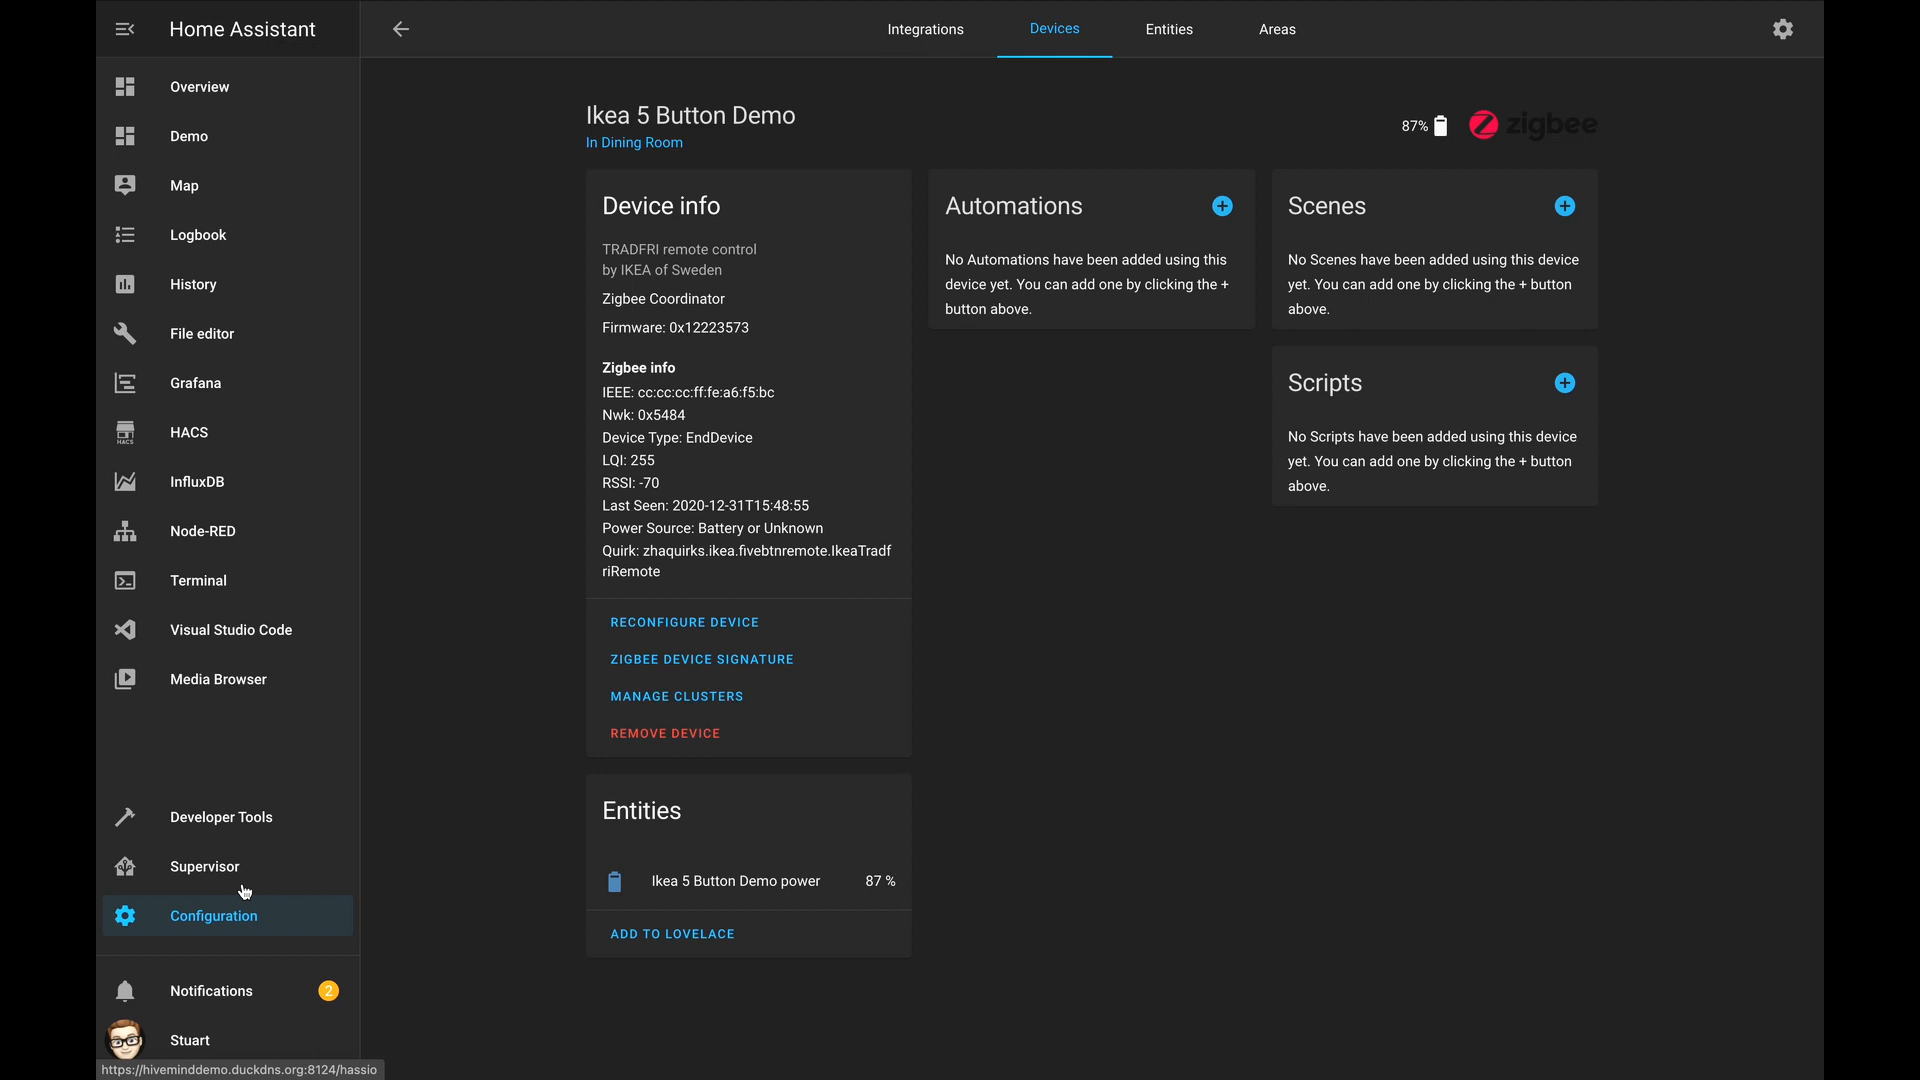 Home Assistant
Overview
Demo
Map
Logbook
History
File editor
Grafana
HACS
HACS
InfluxDB
Node-RED
Terminal
Visual Studio Code
Media Browser
Developer Tools
Supervisor
Configuration
Notifications
2
Stuart
https://hiveminddemo.duckdns.org:8124/hassio
Integrations
Devices
Entities
Areas
Ikea 5 Button Demo
In Dining Room
87%
zigbee
Device info
TRADFRI remote control
by IKEA of Sweden
Zigbee Coordinator
Firmware: 0x12223573
Zigbee info
IEEE: cc:cc:cc:ff:fe:a6:f5:bc
Nwk: 0x5484
Device Type: EndDevice
LQI: 255
RSSI: -70
Last Seen: 2020-12-31T15:48:55
Power Source: Battery or Unknown
Quirk: zhaquirks.ikea.fivebtnremote.IkeaTradf
riRemote
RECONFIGURE DEVICE
ZIGBEE DEVICE SIGNATURE
MANAGE CLUSTERS
REMOVE DEVICE
Entities
Ikea 5 Button Demo power 87 %
ADD TO LOVELACE
Automations
No Automations have been added using this
device yet. You can add one by clicking the +
button above.
Scenes
No Scenes have been added using this device
yet. You can add one by clicking the + button
above.
Scripts
No Scripts have been added using this device
yet. You can add one by clicking the + button
above.